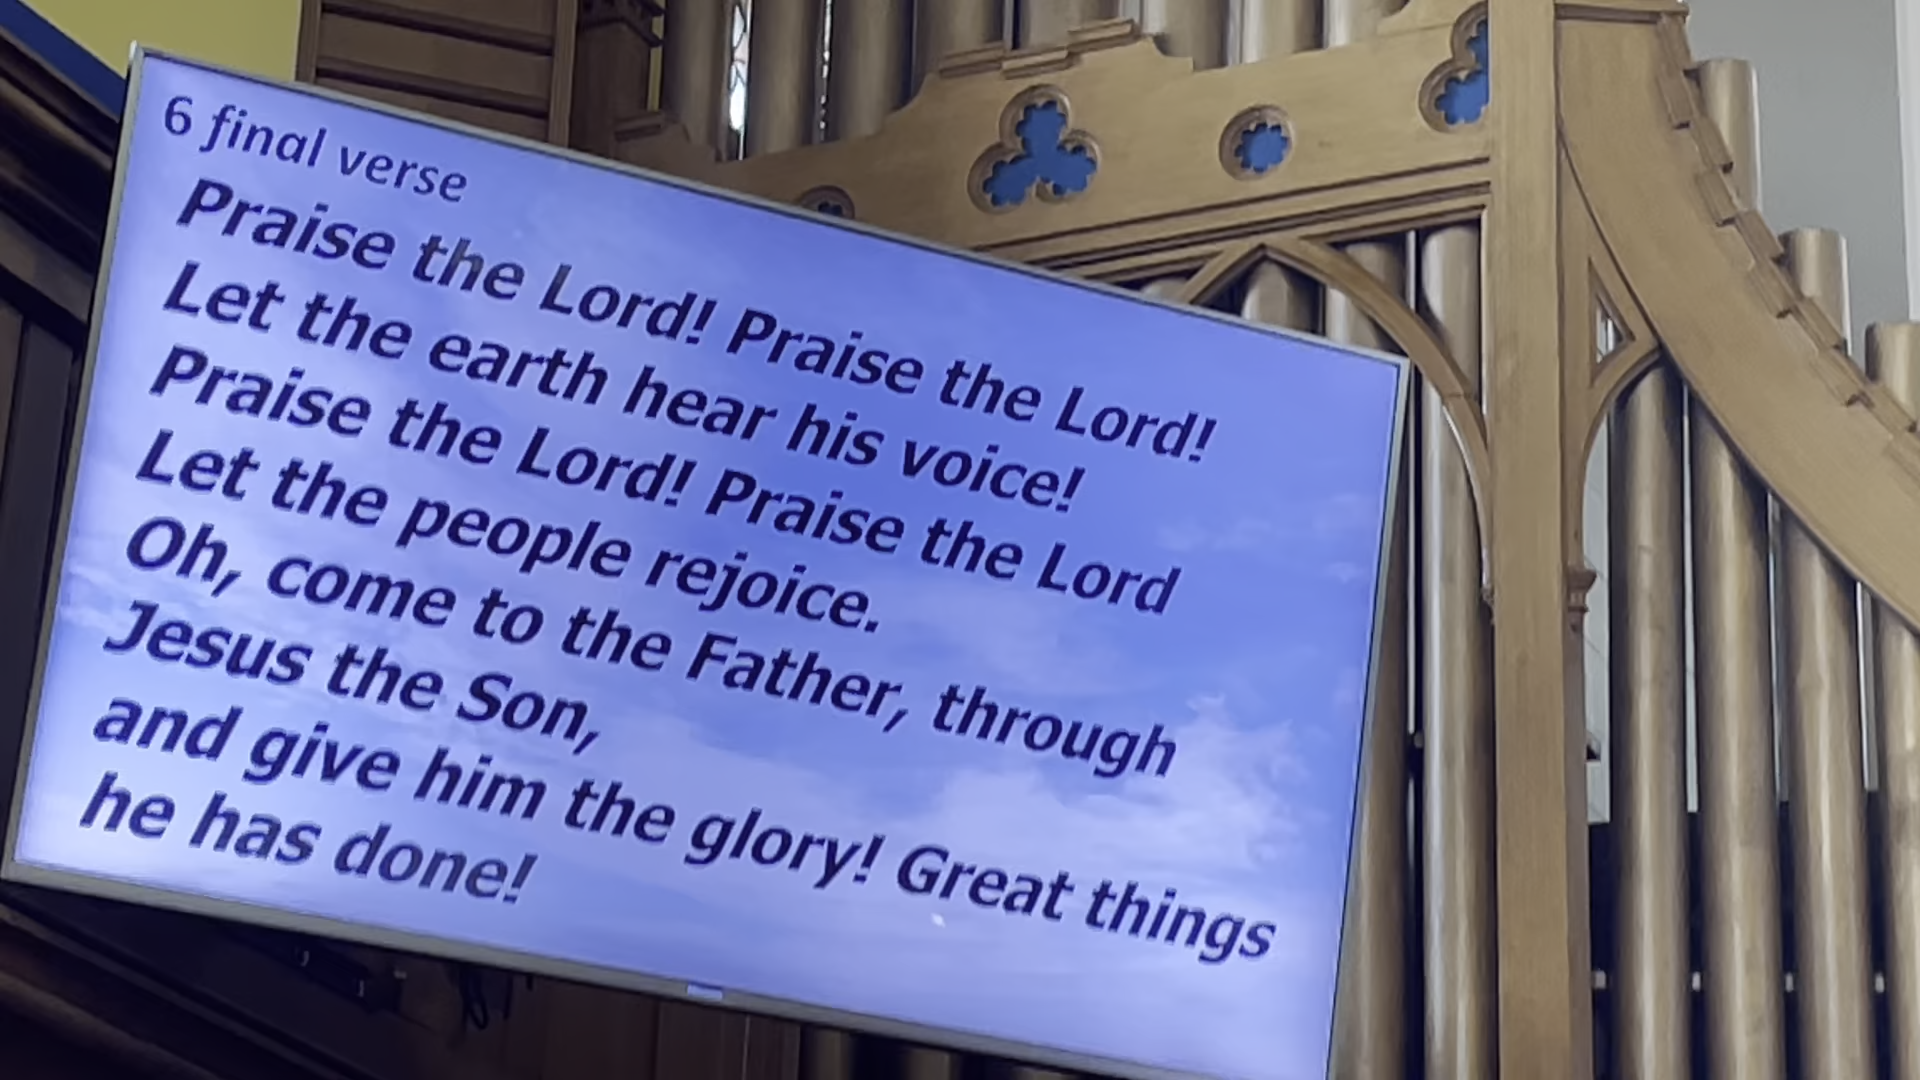 6 final verse
Praise the Lord! Praise the Lord!
Let the earth hear his voice!
Praise the Lord! Praise the Lord
Let the people rejoice.
Oh, come to the Father, through
Jesus the Son,
and give him the glory! Great things
he has done!